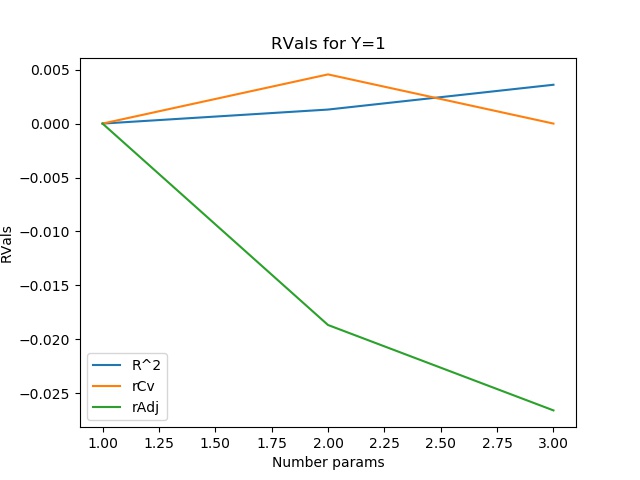 RVals for Y=1
0.005
0.000
−0.005
−0.010
−0.015
−0.020
−0.025
RVals
R^2
rCv
rAdj
1.00 1.25 1.50 1.75 2.00 2.25 2.50 2.75 3.00
Number params